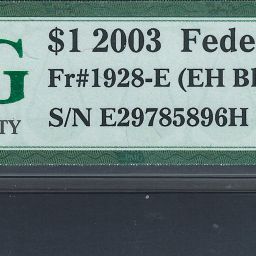 $1 2003 Fede
Fr#1928-E (EH Bl
G
TY S/N E29785896H